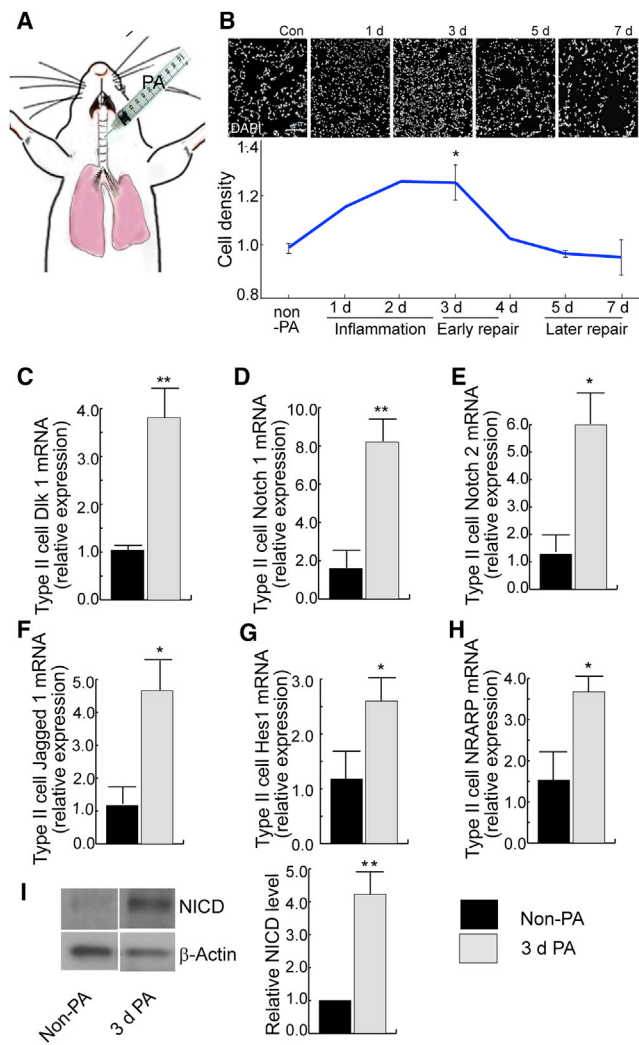 A
PA
B
Con
1 d
3 d
5 d
7 d
DAPI
Cell density
1.4
1.2
1.0
0.8
*
non
-PA
1 d
2 d
3 d
4 d
5 d
7 d
Inflammation
Early repair
Later repair
C
Type II cell Dlk 1 mRNA
(relative expression)
4.0
3.0
2.0
1.0
0.0
**
D
Type II cell Notch 1 mRNA
(relative expression)
10.0
8.0
6.0
4.0
2.0
0.0
**
E
Type II cell Notch 2 mRNA
(relative expression)
6.0
5.0
4.0
3.0
2.0
1.0
0.0
*
F
Type II cell Jagged 1 mRNA
(relative expression)
5.0
4.0
3.0
2.0
1.0
0.0
*
G
Type II cell Hes1 mRNA
(relative expression)
3.0
2.0
1.0
0.0
*
H
Type II cell NRARP mRNA
(relative expression)
4.0
3.0
2.0
1.0
0.0
*
I
NICD
β-Actin
Non-PA
3 d PA
Relative NICD level
5.0
4.0
3.0
2.0
1.0
0.0
**
Non-PA
3 d PA